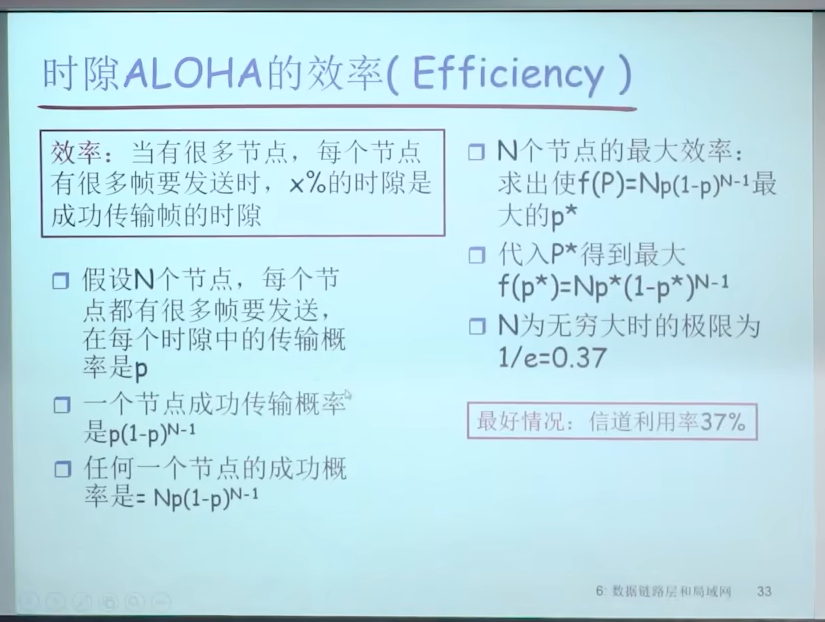 时隙ALOHA的效率( Efficiency )
效率：当有很多节点，每个节点
有很多帧要发送时，x%的时隙是
成功传输帧的时隙
假设N个节点，每个节
点都有很多帧要发送，
在每个时隙中的传输概
率是p
一个节点成功传输概率
是p(1-p)ᴺ⁻¹
任何一个节点的成功概
率是= Np(1-p)ᴺ⁻¹
N个节点的最大效率：
求出使f(P)=Np(1-p)ᴺ⁻¹最
大的p*
代入P*得到最大
f(p*)=Np*(1-p*)ᴺ⁻¹
N为无穷大时的极限为
1/e=0.37
最好情况：信道利用率37%
6: 数据链路层和局域网 33